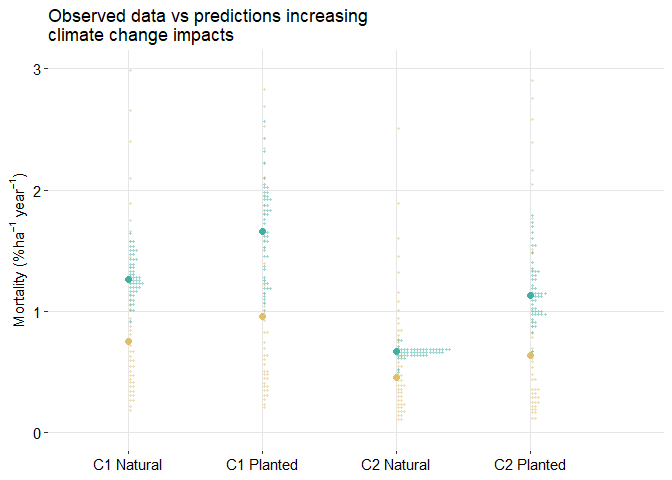 Observed data vs predictions increasing
climate change impacts
Mortality (%ha⁻¹ year⁻¹)
3
2
1
0
C1 Natural
C1 Planted
C2 Natural
C2 Planted